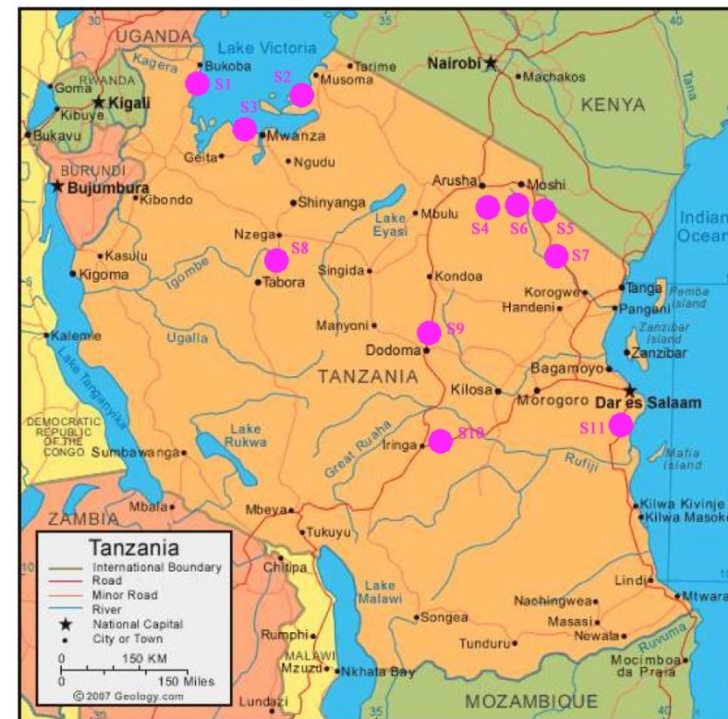 UGANDA
Lake Victoria
40
Kagera
Bukoba
S1
S2
Musoma
Tarime
Nairobi
Machakos
Tana
Goma
RWANDA
Kigali
Kibuye
Bukavu
S3
Mwanza
KENYA
Geita
Ngudu
BURUNDI
Bujumbura
Kibondo
Shinyanga
Arusha
Moshi
Lake
Eyasi
Mbulu
S4
S6
S5
Indian
Ocean
Nzega
S8
S7
Kasulu
Kigoma
Igombe
Tabora
Singida
Kondoa
5
Korogwe
Handeni
Tanga
Pangani
Pemba
Island
Kalemie
Ugalla
Manyoni
S9
Dodoma
Zanzibar
Island
Zanzibar
Lake Tanganyika
TANZANIA
Bagamoyo
Kilosa
Morogoro
Dar es Salaam
DEMOCRATIC
REPUBLIC
OF THE
CONGO
Lake
Rukwa
Great Ruaha
S10
S11
Iringa
Sumbawanga
Rufiji
Mafia
Island
Mbala
Mbeya
Kilwa Kivinje
Kilwa Masoko
ZAMBIA
Tukuyu
Tanzania
International Boundary
Road
Minor Road
River
National Capital
City or Town
0 150 KM
0 150 Miles
©2007 Geology.com
10
Chitipa
Lake
Malawi
Lindi
10
Nachingwea
Mtwara
Songea
Masasi
Rumphi
Newala
Tunduru
Ruvuma
MALAWI
Mzuzu
Nkhata Bay
Mocimboa
da Praia
Lundazi
MOZAMBIQUE
30
35
40